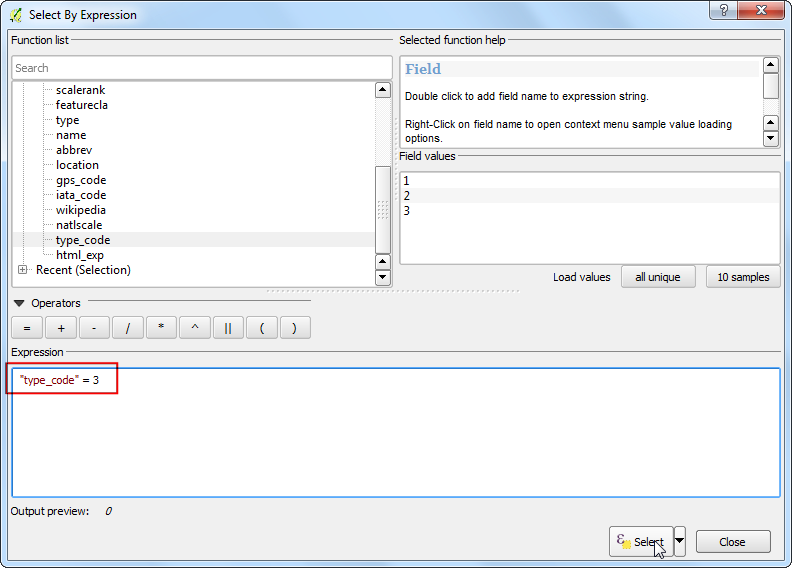 Select By Expression
?
Function list
Search
scalerank
featurecla
type
name
abbrev
location
gps_code
iata_code
wikipedia
natlscale
type_code
html_exp
Recent (Selection)
Selected function help
Field
Double click to add field name to expression string.
Right-Click on field name to open context menu sample value loading
options.
Field values
1
2
3
Load values all unique 10 samples
Operators
= + - / * ^ || ( )
Expression
"type_code" = 3
Output preview: 0
ε Select Close